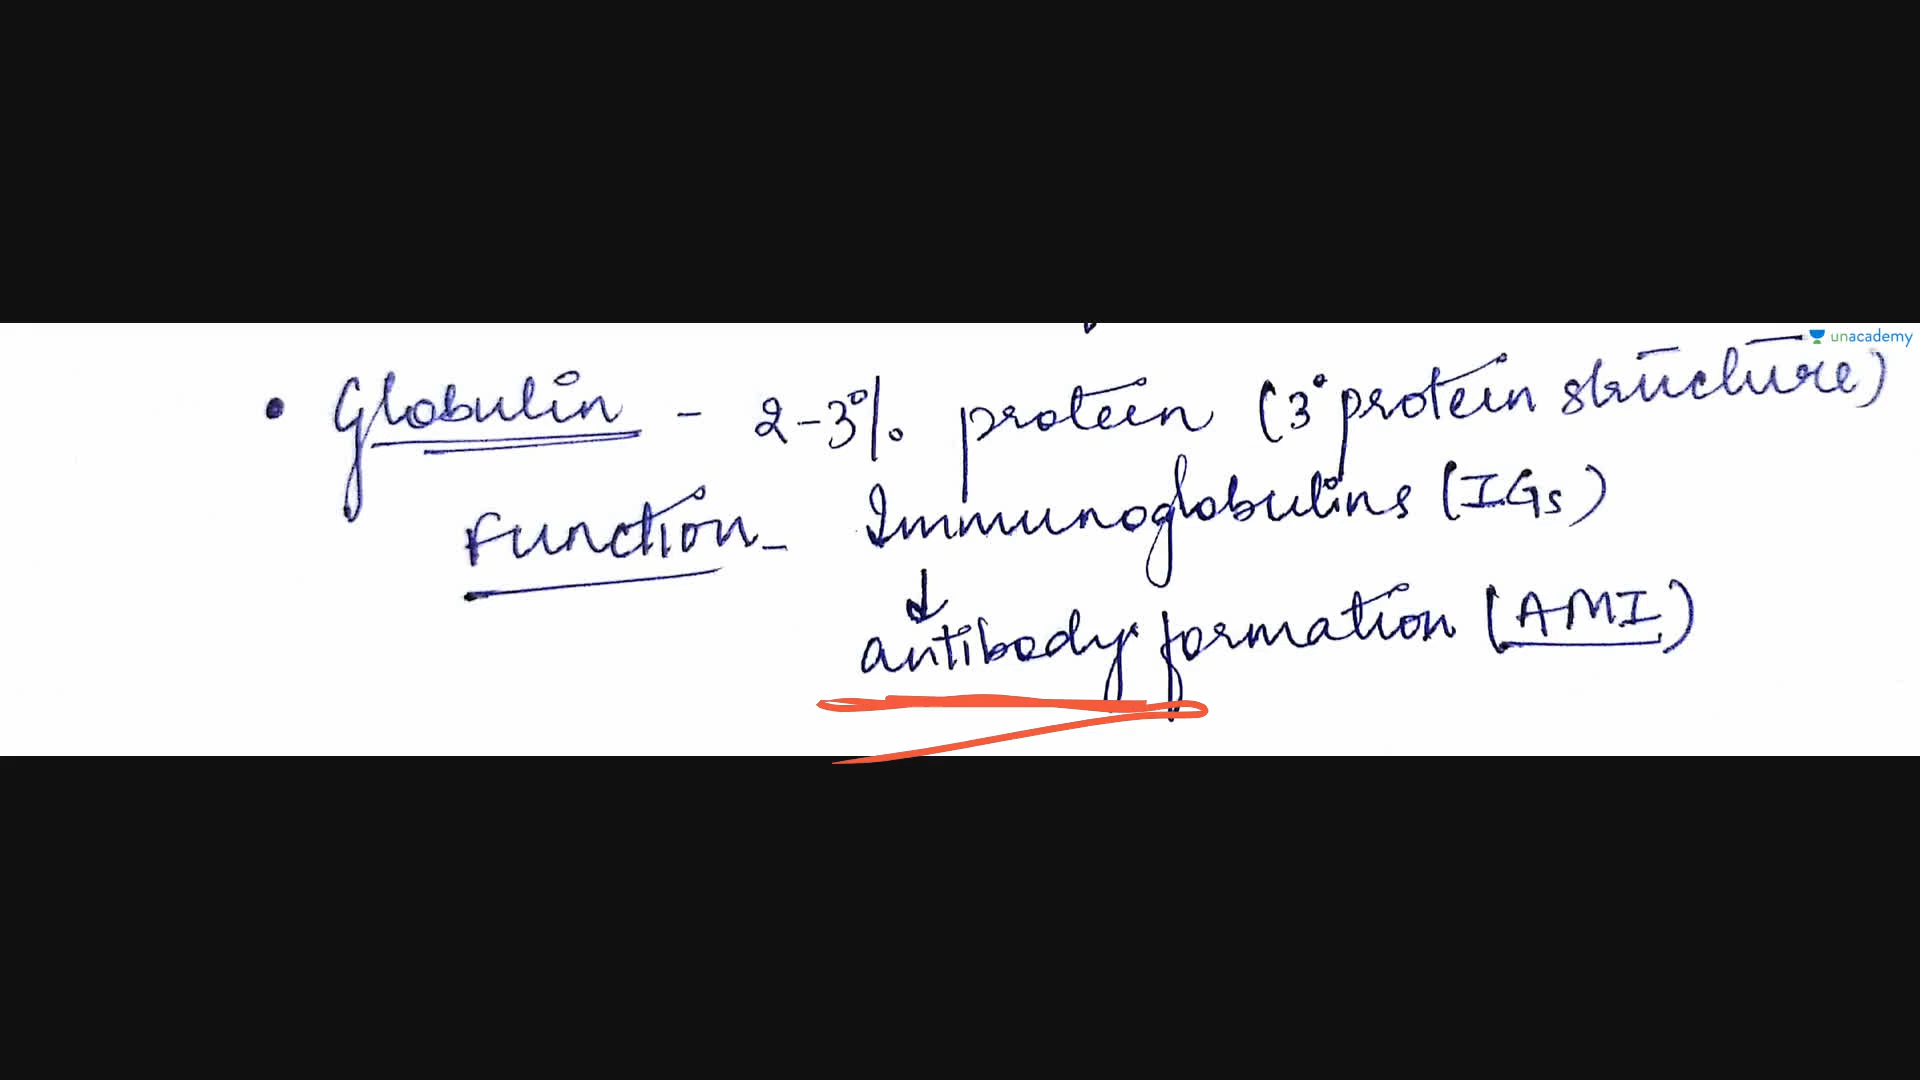 unacademy
• Globulin - 2-3% protein (3° protein structure)
Function - Immunoglobulins (IGs)
↓
antibody formation (AMI)